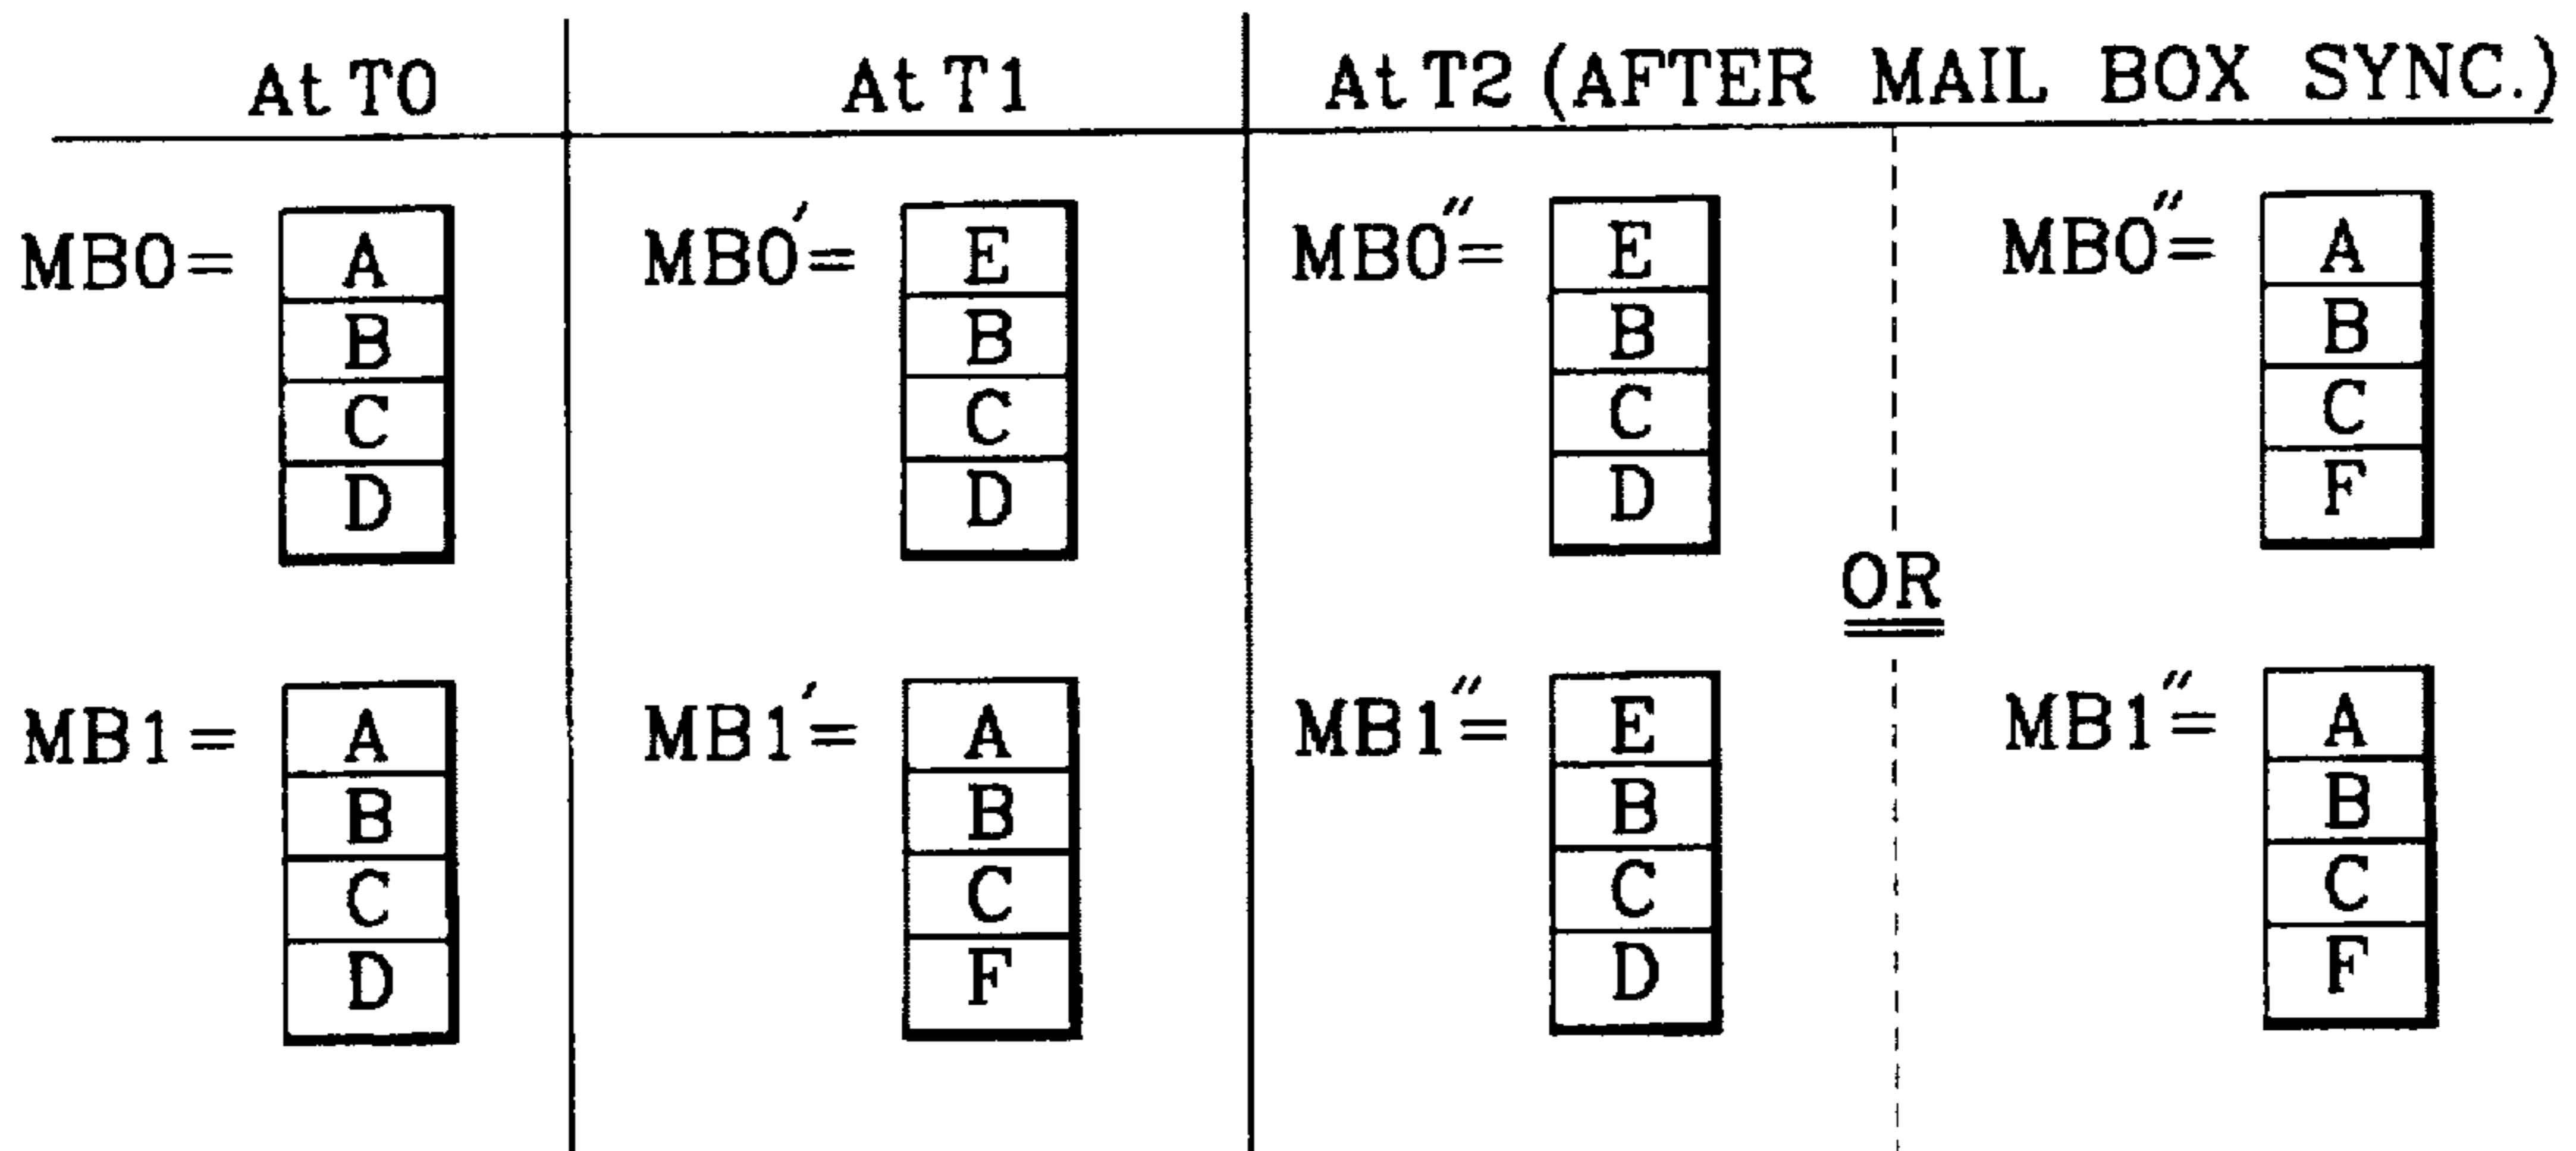 At T0
At T1
At T2 (AFTER MAIL BOX SYNC.)
MB0=
A
B
C
D
MB0′=
E
B
C
D
MB0″=
E
B
C
D
MB0″=
A
B
C
F
OR
MB1=
A
B
C
D
MB1′=
A
B
C
F
MB1″=
E
B
C
D
MB1″=
A
B
C
F